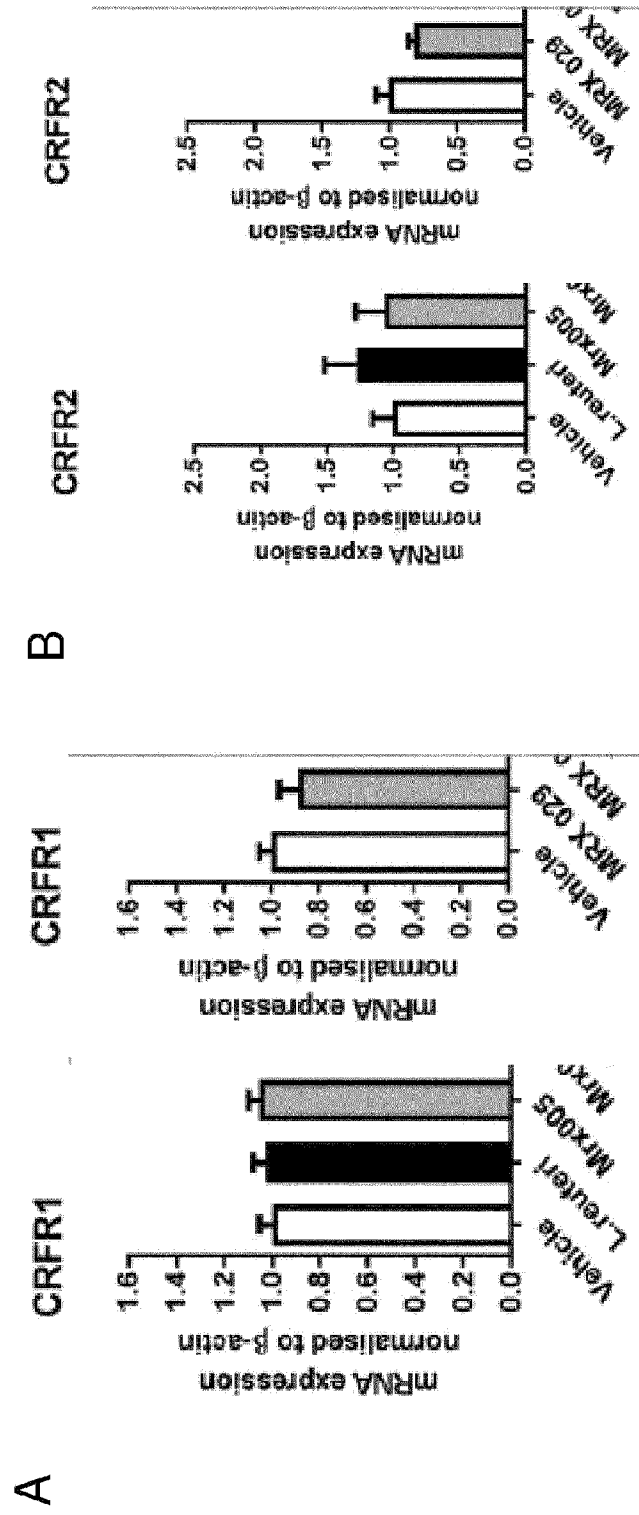 A
CRFR1
mRNA expression
normalised to β-actin
1.6
1.4
1.2
1.0
0.8
0.6
0.4
0.2
0.0
Vehicle
L.reuteri
Mrx005
CRFR1
mRNA expression
normalised to β-actin
1.6
1.4
1.2
1.0
0.8
0.6
0.4
0.2
0.0
Vehicle
MRX 029
MRX
B
CRFR2
mRNA expression
normalised to β-actin
2.5
2.0
1.5
1.0
0.5
0.0
Vehicle
L.reuteri
Mrx005
CRFR2
mRNA expression
normalised to β-actin
2.5
2.0
1.5
1.0
0.5
0.0
Vehicle
MRX 029
MRX